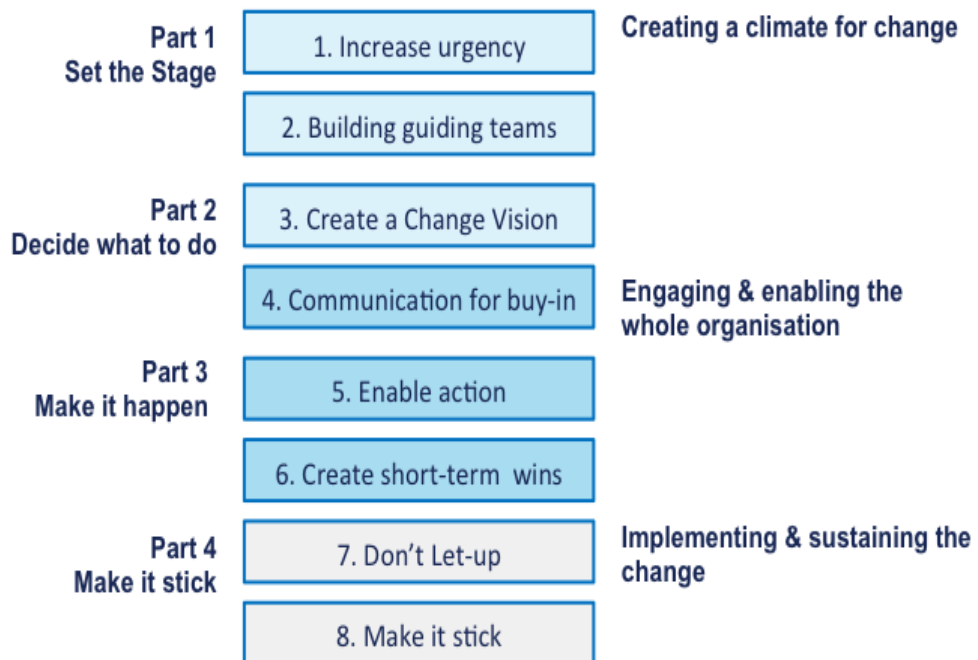 Part 1
Set the Stage
1. Increase urgency
Creating a climate for change
2. Building guiding teams
Part 2
Decide what to do
3. Create a Change Vision
4. Communication for buy-in
Engaging & enabling the
whole organisation
Part 3
Make it happen
5. Enable action
6. Create short-term wins
Part 4
Make it stick
7. Don’t Let-up
Implementing & sustaining the
change
8. Make it stick